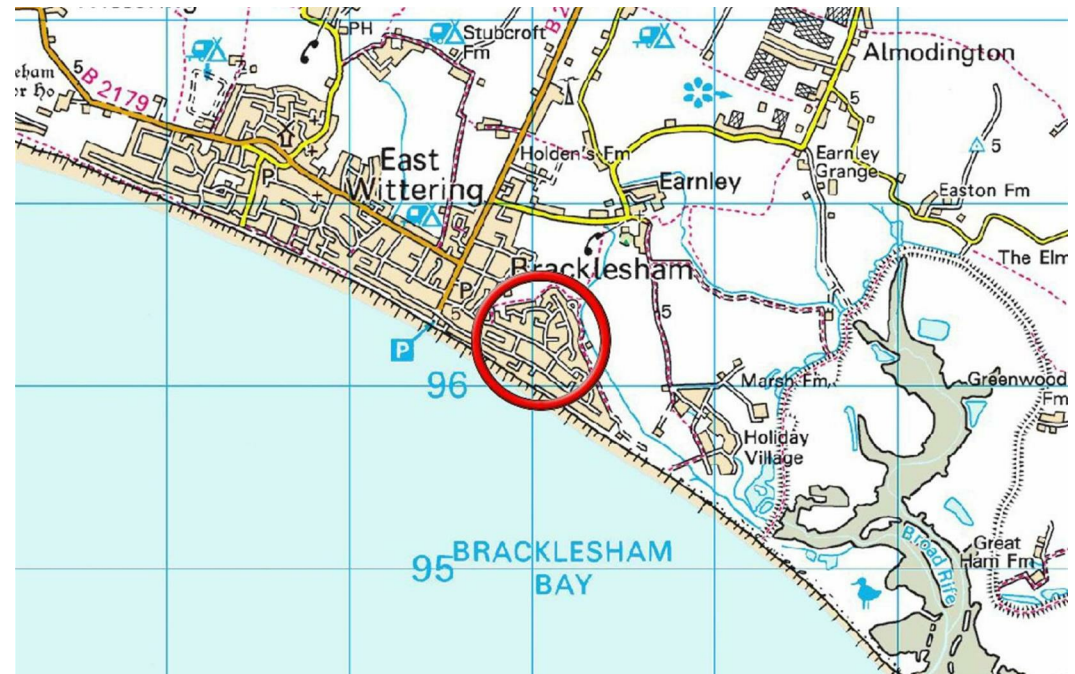 PH
Stubcroft
Fm
B 2179
5
Almodington
5
Holden's Fm
Earnley
Grange
5
East
Wittering
P
Earnley
Easton Fm
The Elm
Bracklesham
P
5
5
P
96
Marsh Fm
Greenwood
Fm
Holiday
Village
95
BRACKLESHAM
BAY
Broad Rife
Great
Ham Fm